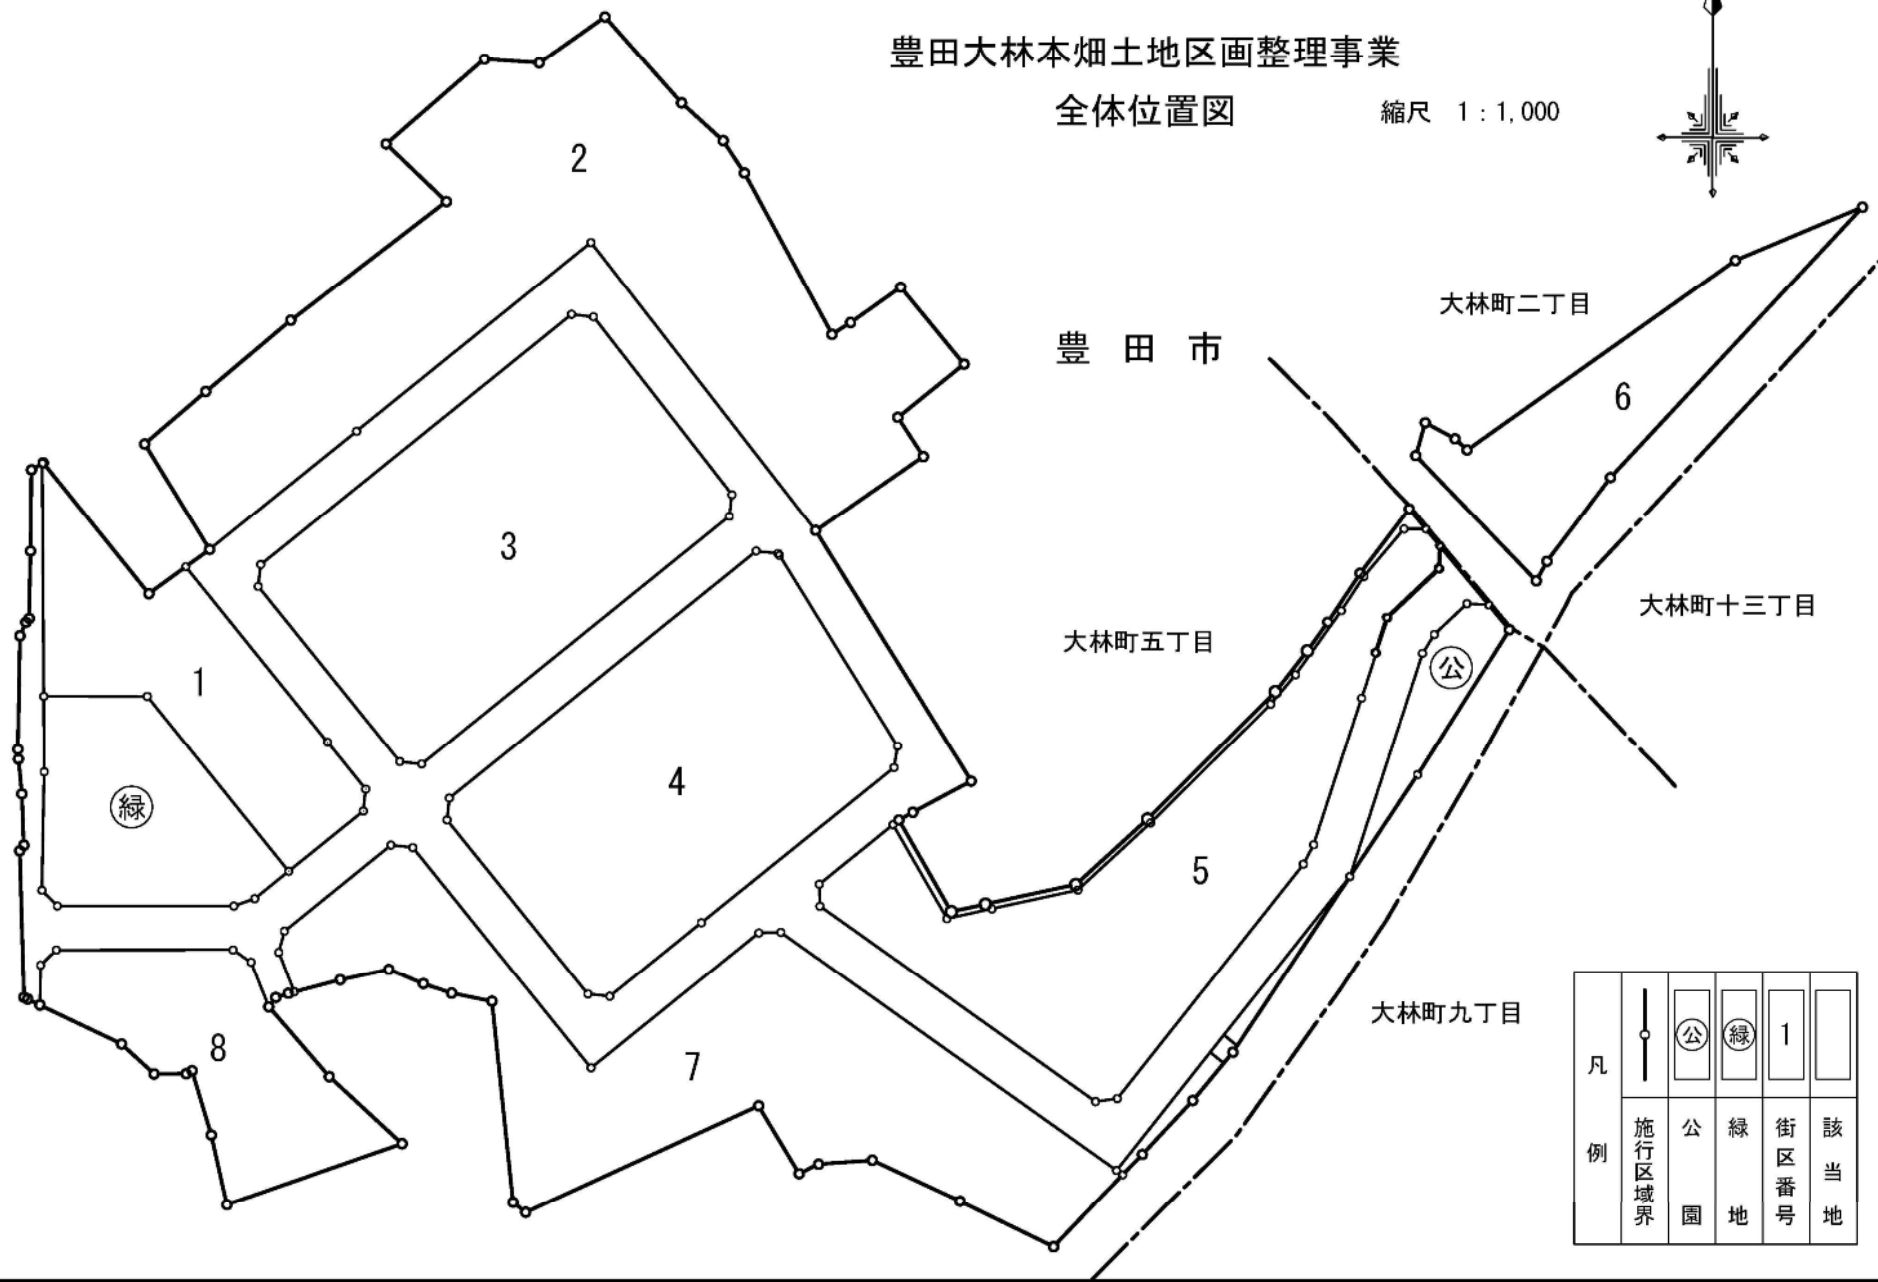 豊田大林本畑土地区画整理事業
全体位置図 縮尺 1:1,000
2
大林町二丁目
豊田市
6
3
大林町十三丁目
大林町五丁目
公
1
4
緑
5
大林町九丁目
8
7
凡例
施行区域界
公 公園
緑 緑地
1 街区番号
該当地